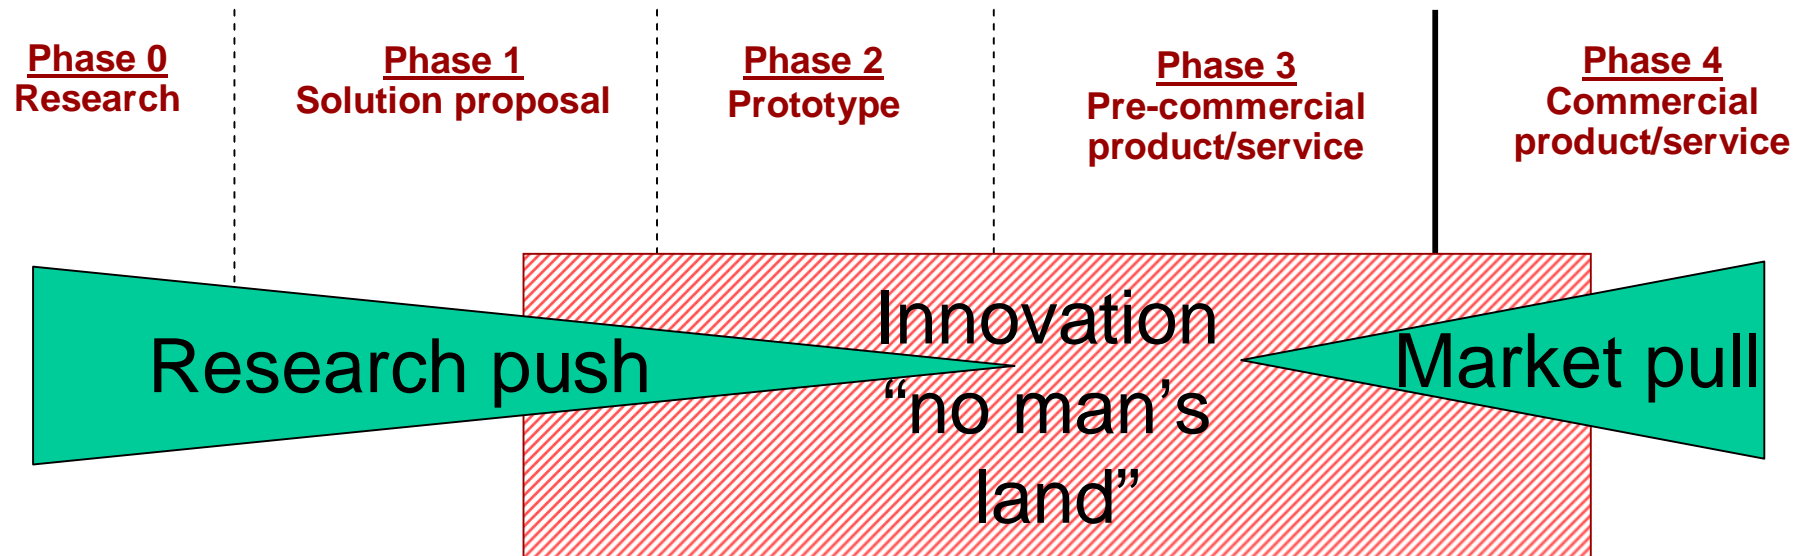 Phase 0
Research
Phase 1
Solution proposal
Phase 2
Prototype
Phase 3
Pre-commercial
product/service
Phase 4
Commercial
product/service
Research push
Innovation
“no man’s
land”
Market pull